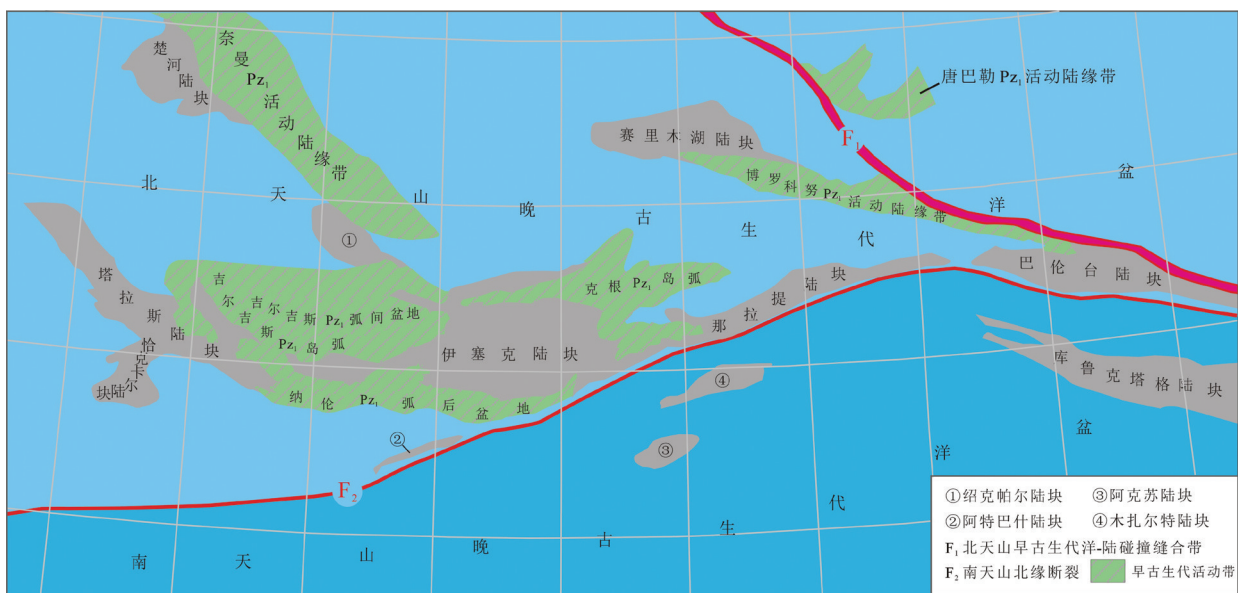 奈曼Pz₁活动陆缘带
楚河陆块
唐巴勒Pz₁活动陆缘带
赛里木湖陆块
F₁
博罗科努Pz₁活动陆缘带
北天山晚古生代洋盆
①
塔拉斯陆块
吉尔吉斯Pz₁岛弧
吉尔吉斯Pz₁弧间盆地
克根Pz₁岛弧
那拉提陆块
巴伦台陆块
恰克卡尔陆块
伊塞克陆块
库鲁克塔格陆块
纳伦Pz₁弧后盆地
④
②
③
F₂
南天山晚古生代洋盆
①绍克帕尔陆块 ③阿克苏陆块
②阿特巴什陆块 ④木扎尔特陆块
F₁北天山早古生代洋-陆碰撞缝合带
F₂南天山北缘断裂 早古生代活动带